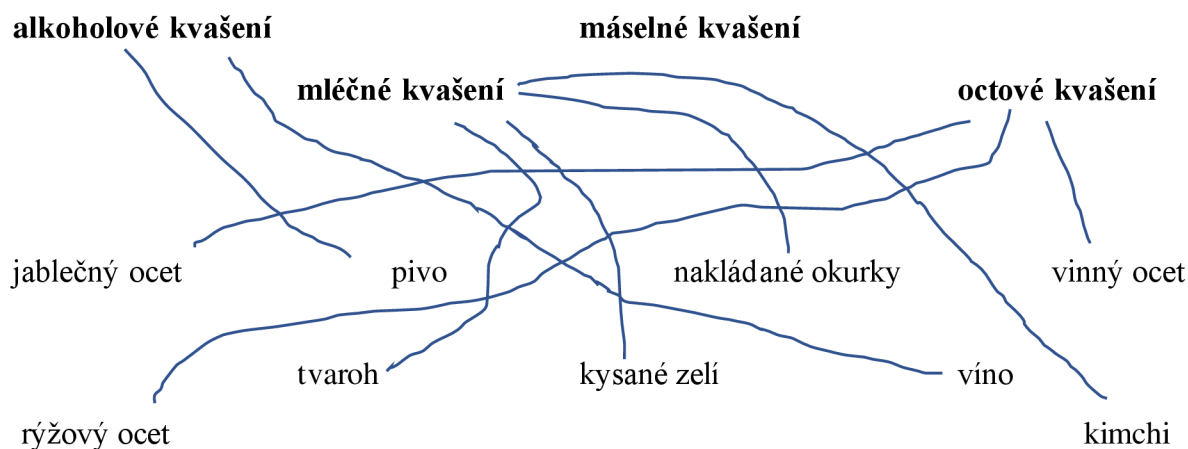 alkoholové kvašení máselné kvašení
mléčné kvašení octové kvašení
jablečný ocet pivo nakládané okurky vinný ocet
tvaroh kysané zelí víno
rýžový ocet kimchi